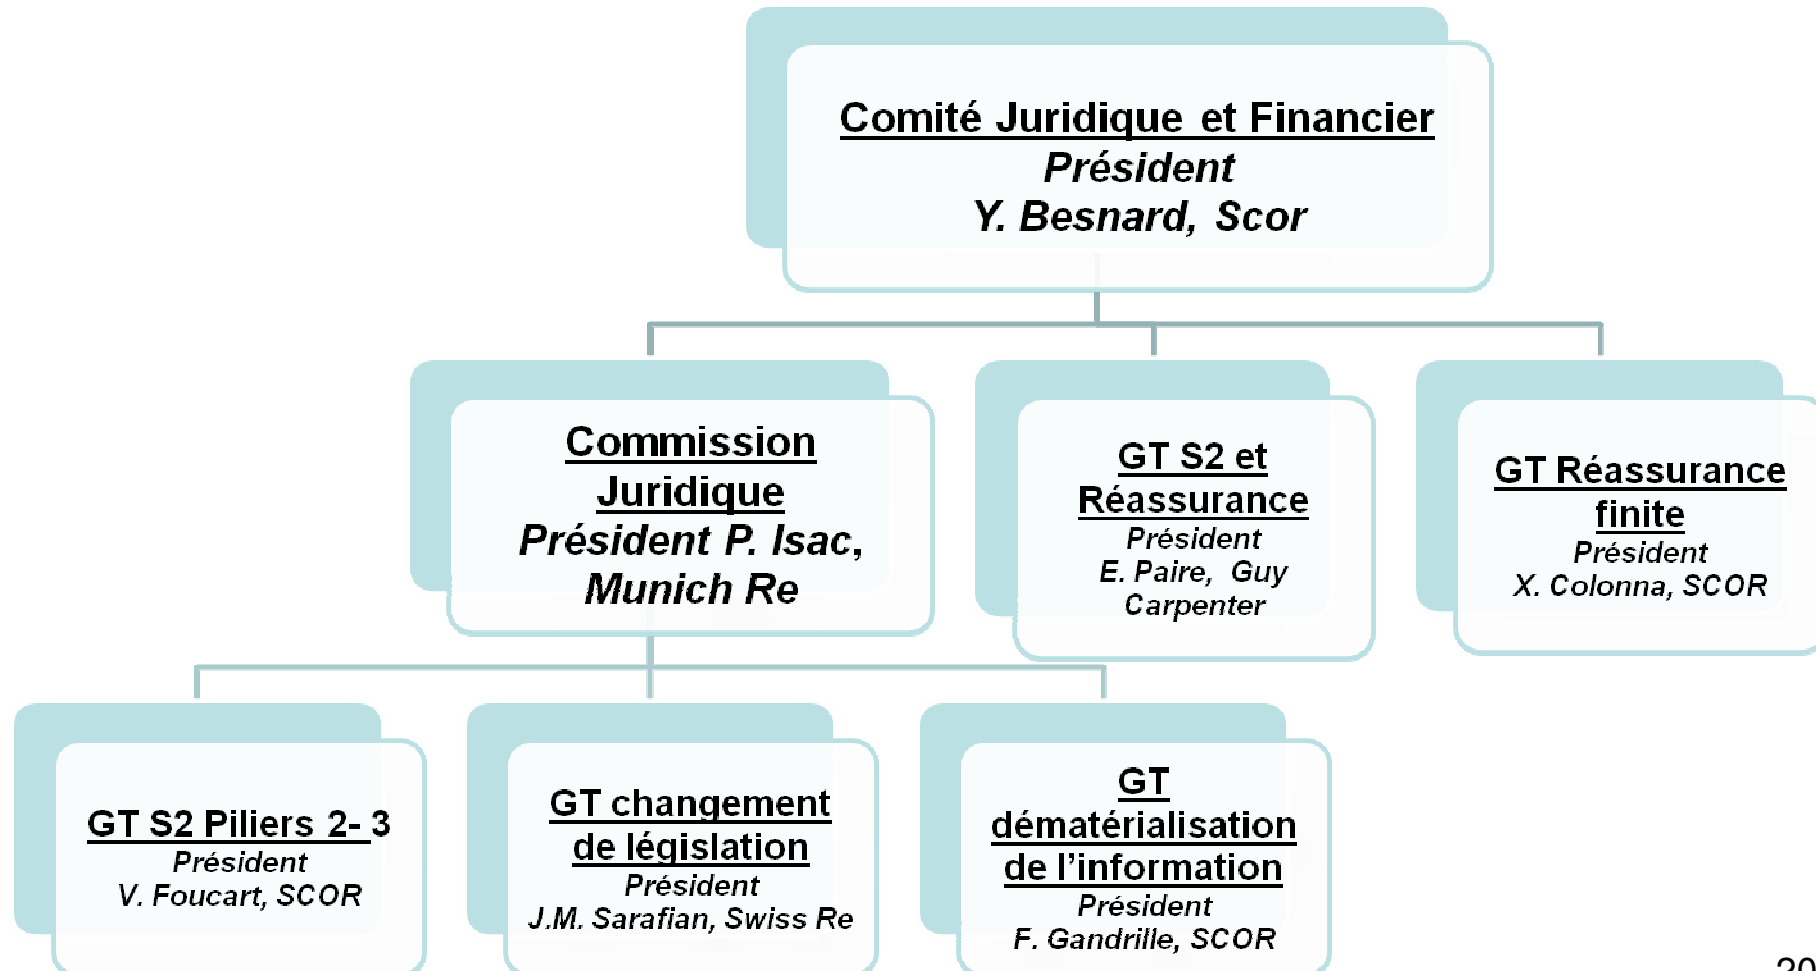 Comité Juridique et Financier
Président
Y. Besnard, Scor
Commission
Juridique
Président P. Isac,
Munich Re
GT S2 et
Réassurance
Président
E. Paire, Guy
Carpenter
GT Réassurance
finite
Président
X. Colonna, SCOR
GT S2 Piliers 2- 3
Président
V. Foucart, SCOR
GT changement
de législation
Président
J.M. Sarafian, Swiss Re
GT
dématérialisation
de l’information
Président
F. Gandrille, SCOR
20